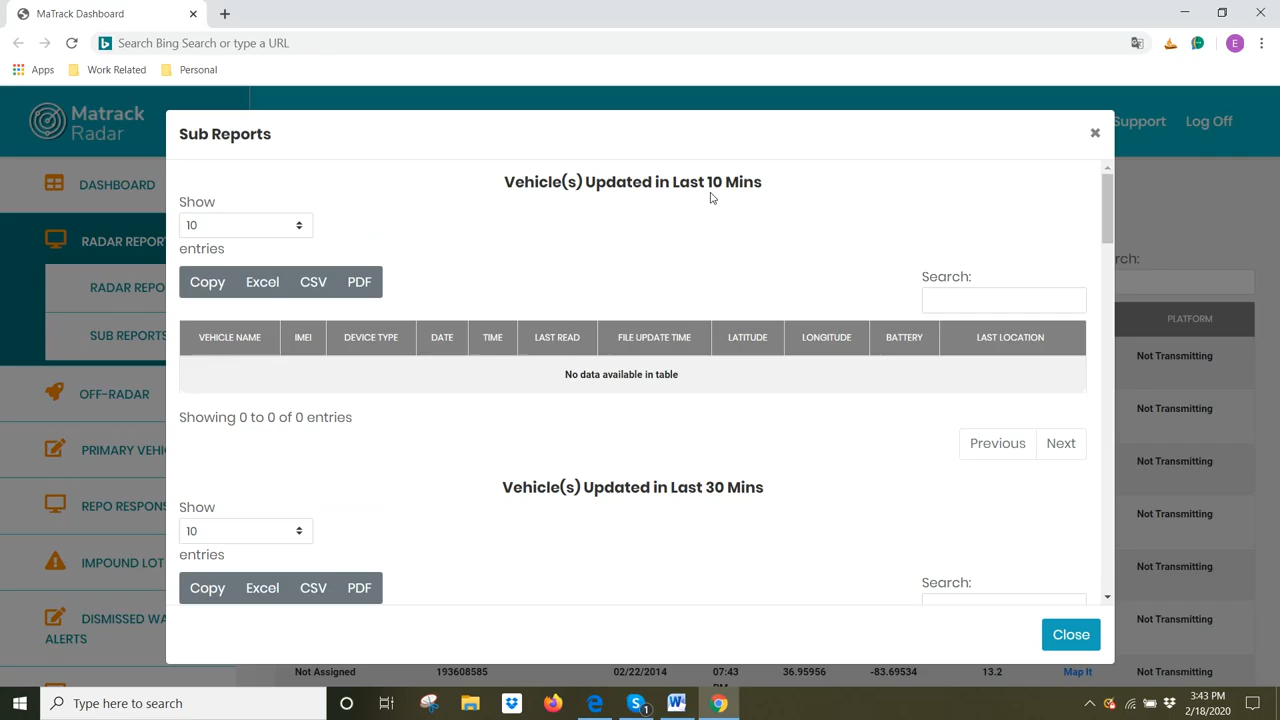 MaTrack Dashboard
Search Bing Search or type a URL
E
Apps
Work Related
Personal
Matrack
Radar
Support
Log Off
DASHBOARD
RADAR REPOR
RADAR REPO
SUB REPORTS
OFF-RADAR
PRIMARY VEHI
REPO RESPON
IMPOUND LOT
DISMISSED WA
ALERTS
Sub Reports
×
Vehicle(s) Updated in Last 10 Mins
Show
10
entries
Copy Excel CSV PDF
Search:
VEHICLE NAME IMEI DEVICE TYPE DATE TIME LAST READ FILE UPDATE TIME LATITUDE LONGITUDE BATTERY LAST LOCATION
No data available in table
Showing 0 to 0 of 0 entries
Previous Next
Vehicle(s) Updated in Last 30 Mins
Show
10
entries
Copy Excel CSV PDF
Search:
Close
rch:
PLATFORM
Not Transmitting
Not Transmitting
Not Transmitting
Not Transmitting
Not Transmitting
Not Transmitting
Not Assigned 193608585 02/22/2014 07:43 36.95956 -83.69534 13.2 Map It Not Transmitting
Type here to search
1
3:43 PM
2/18/2020